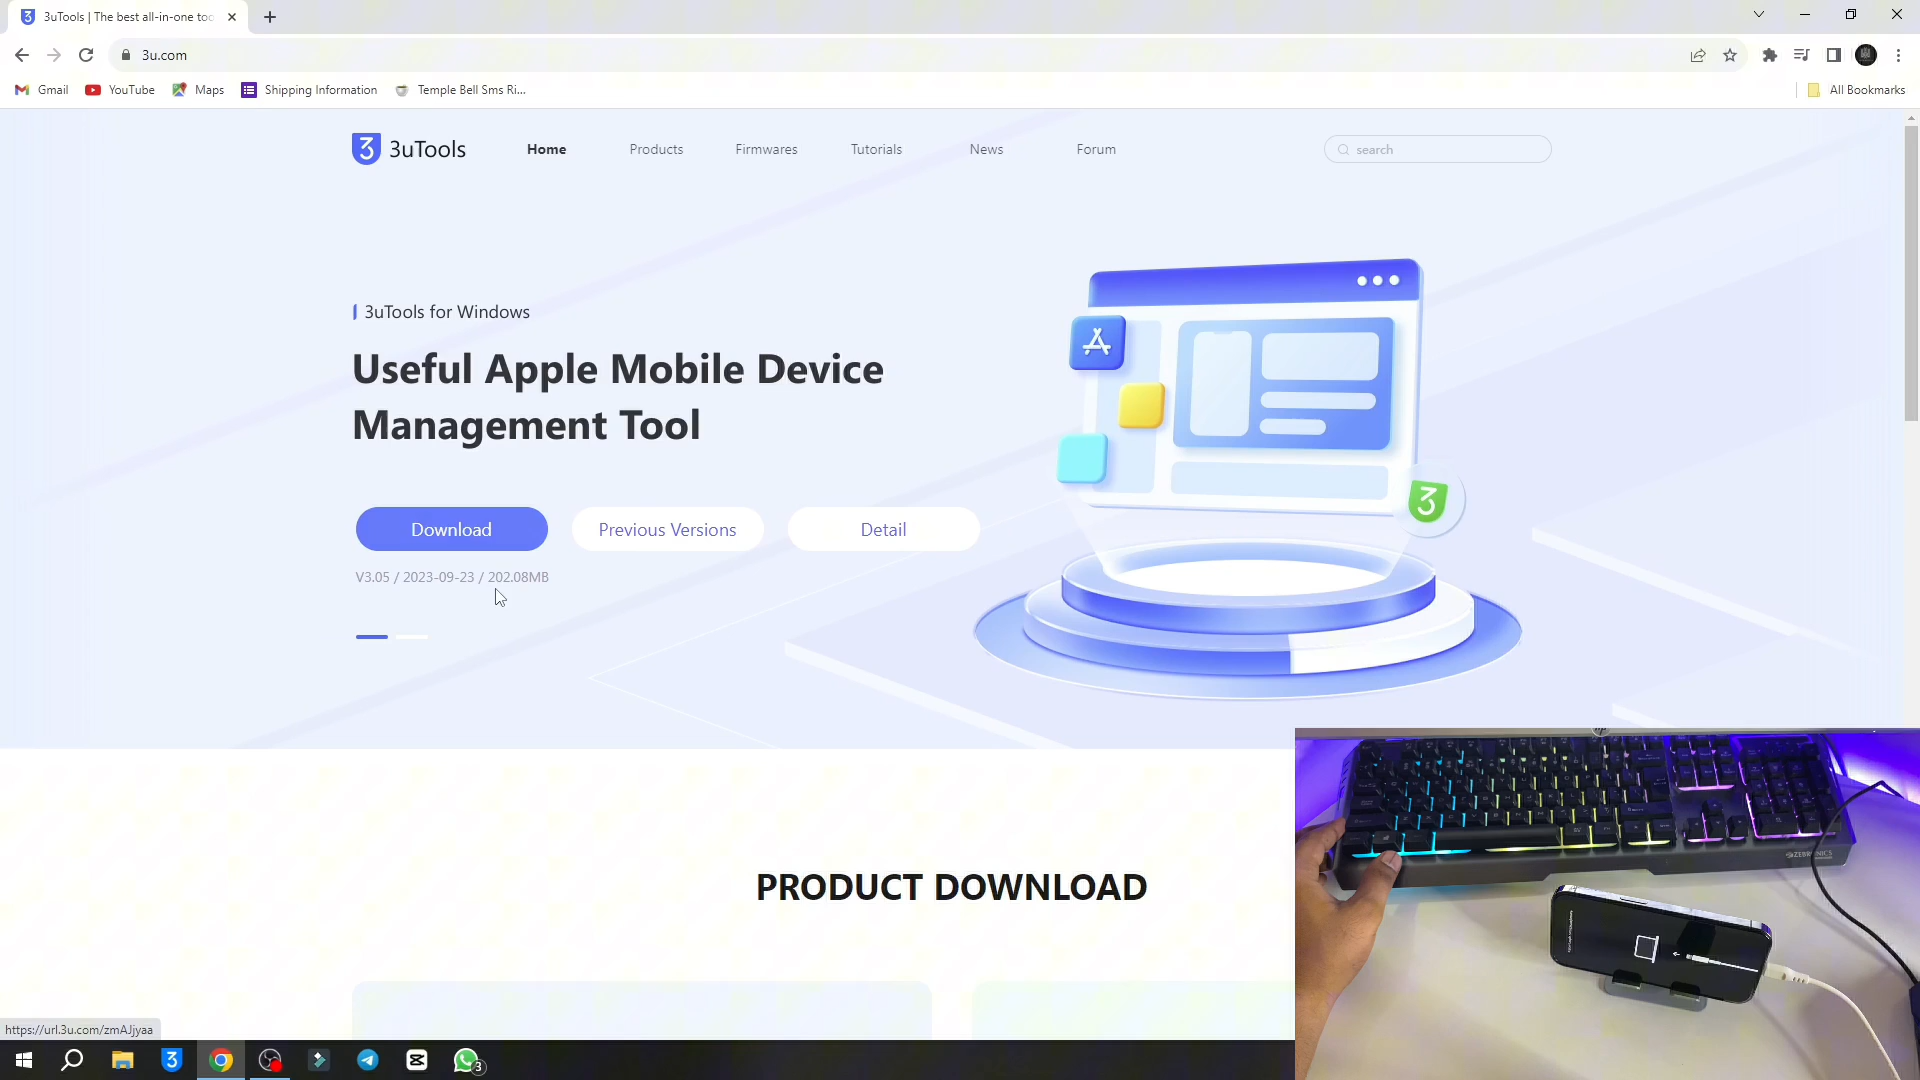 3uTools | The best all-in-one too
3u.com
Gmail
YouTube
Maps
Shipping Information
Temple Bell Sms Ri...
All Bookmarks
3uTools
Home
Products
Firmwares
Tutorials
News
Forum
search
3uTools for Windows
Useful Apple Mobile Device
Management Tool
Download
Previous Versions
Detail
V3.05 / 2023-09-23 / 202.08MB
PRODUCT DOWNLOAD
ZEBRONICS
https://url.3u.com/zmAJjyaa
3